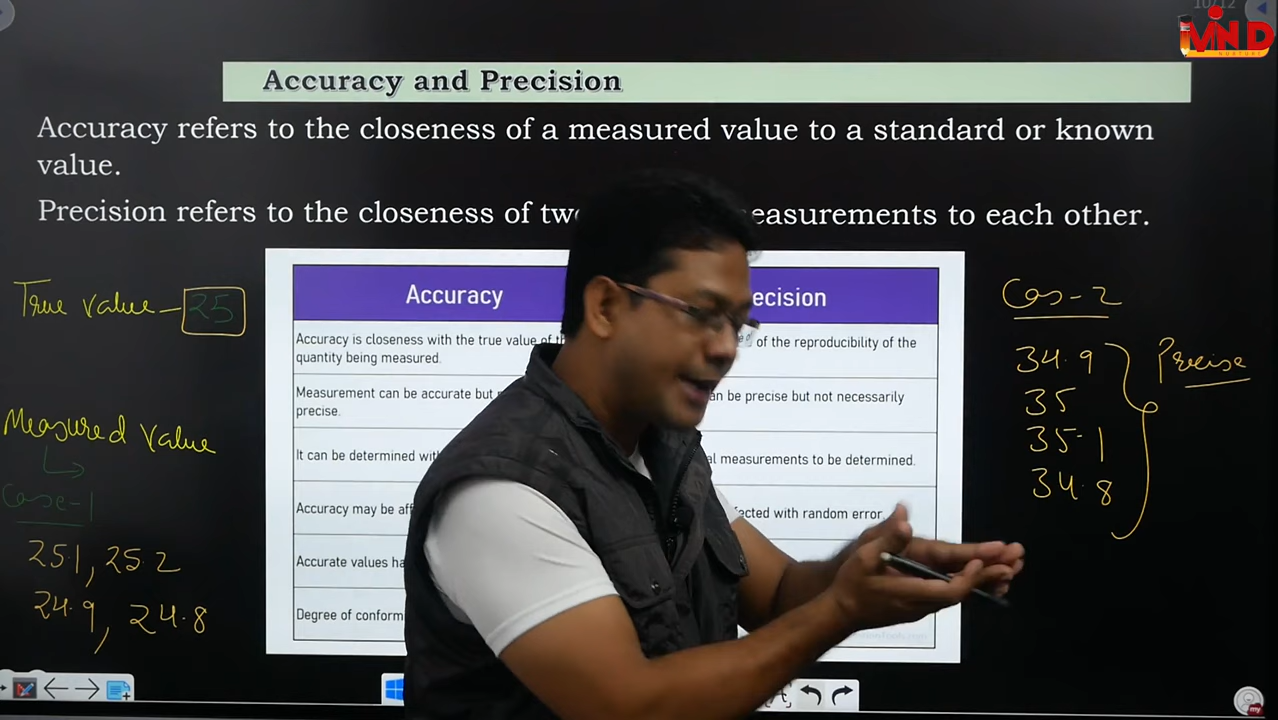 10/12
MIND
Accuracy and Precision
Accuracy refers to the closeness of a measured value to a standard or known
value.
Precision refers to the closeness of two easurements to each other.
True value - 25
Measured value
Case-1
25.1, 25.2
24.9, 24.8
Accuracy
ecision
Accuracy is closeness with the true value of th
quantity being measured.
of the reproducibility of the
Measurement can be accurate but
precise.
an be precise but not necessarily
It can be determined with
al measurements to be determined.
Accuracy may be aff
fected with random error.
Accurate values ha
Degree of conform
Cas-2
34.9
35
35.1
34.8
Precise